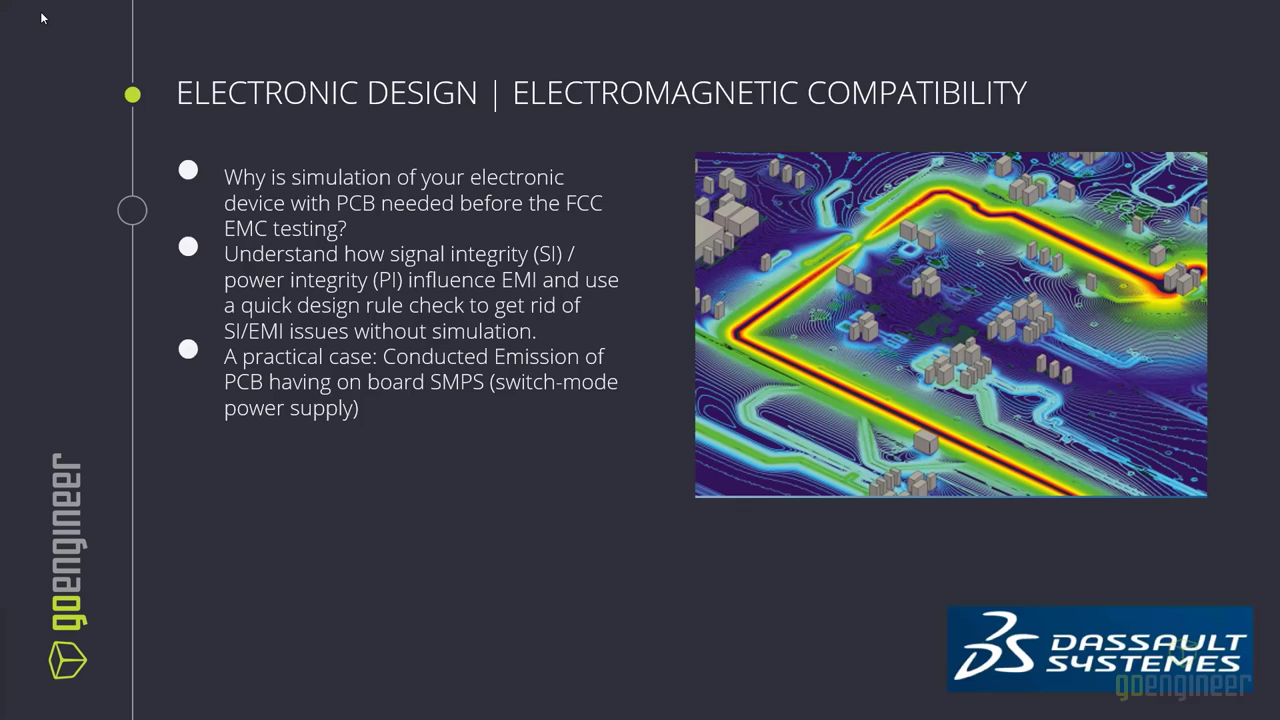 ELECTRONIC DESIGN | ELECTROMAGNETIC COMPATIBILITY
Why is simulation of your electronic
device with PCB needed before the FCC
EMC testing?
Understand how signal integrity (SI) /
power integrity (PI) influence EMI and use
a quick design rule check to get rid of
SI/EMI issues without simulation.
A practical case: Conducted Emission of
PCB having on board SMPS (switch-mode
power supply)
goengineer
DASSAULT
SYSTEMES
goengineer